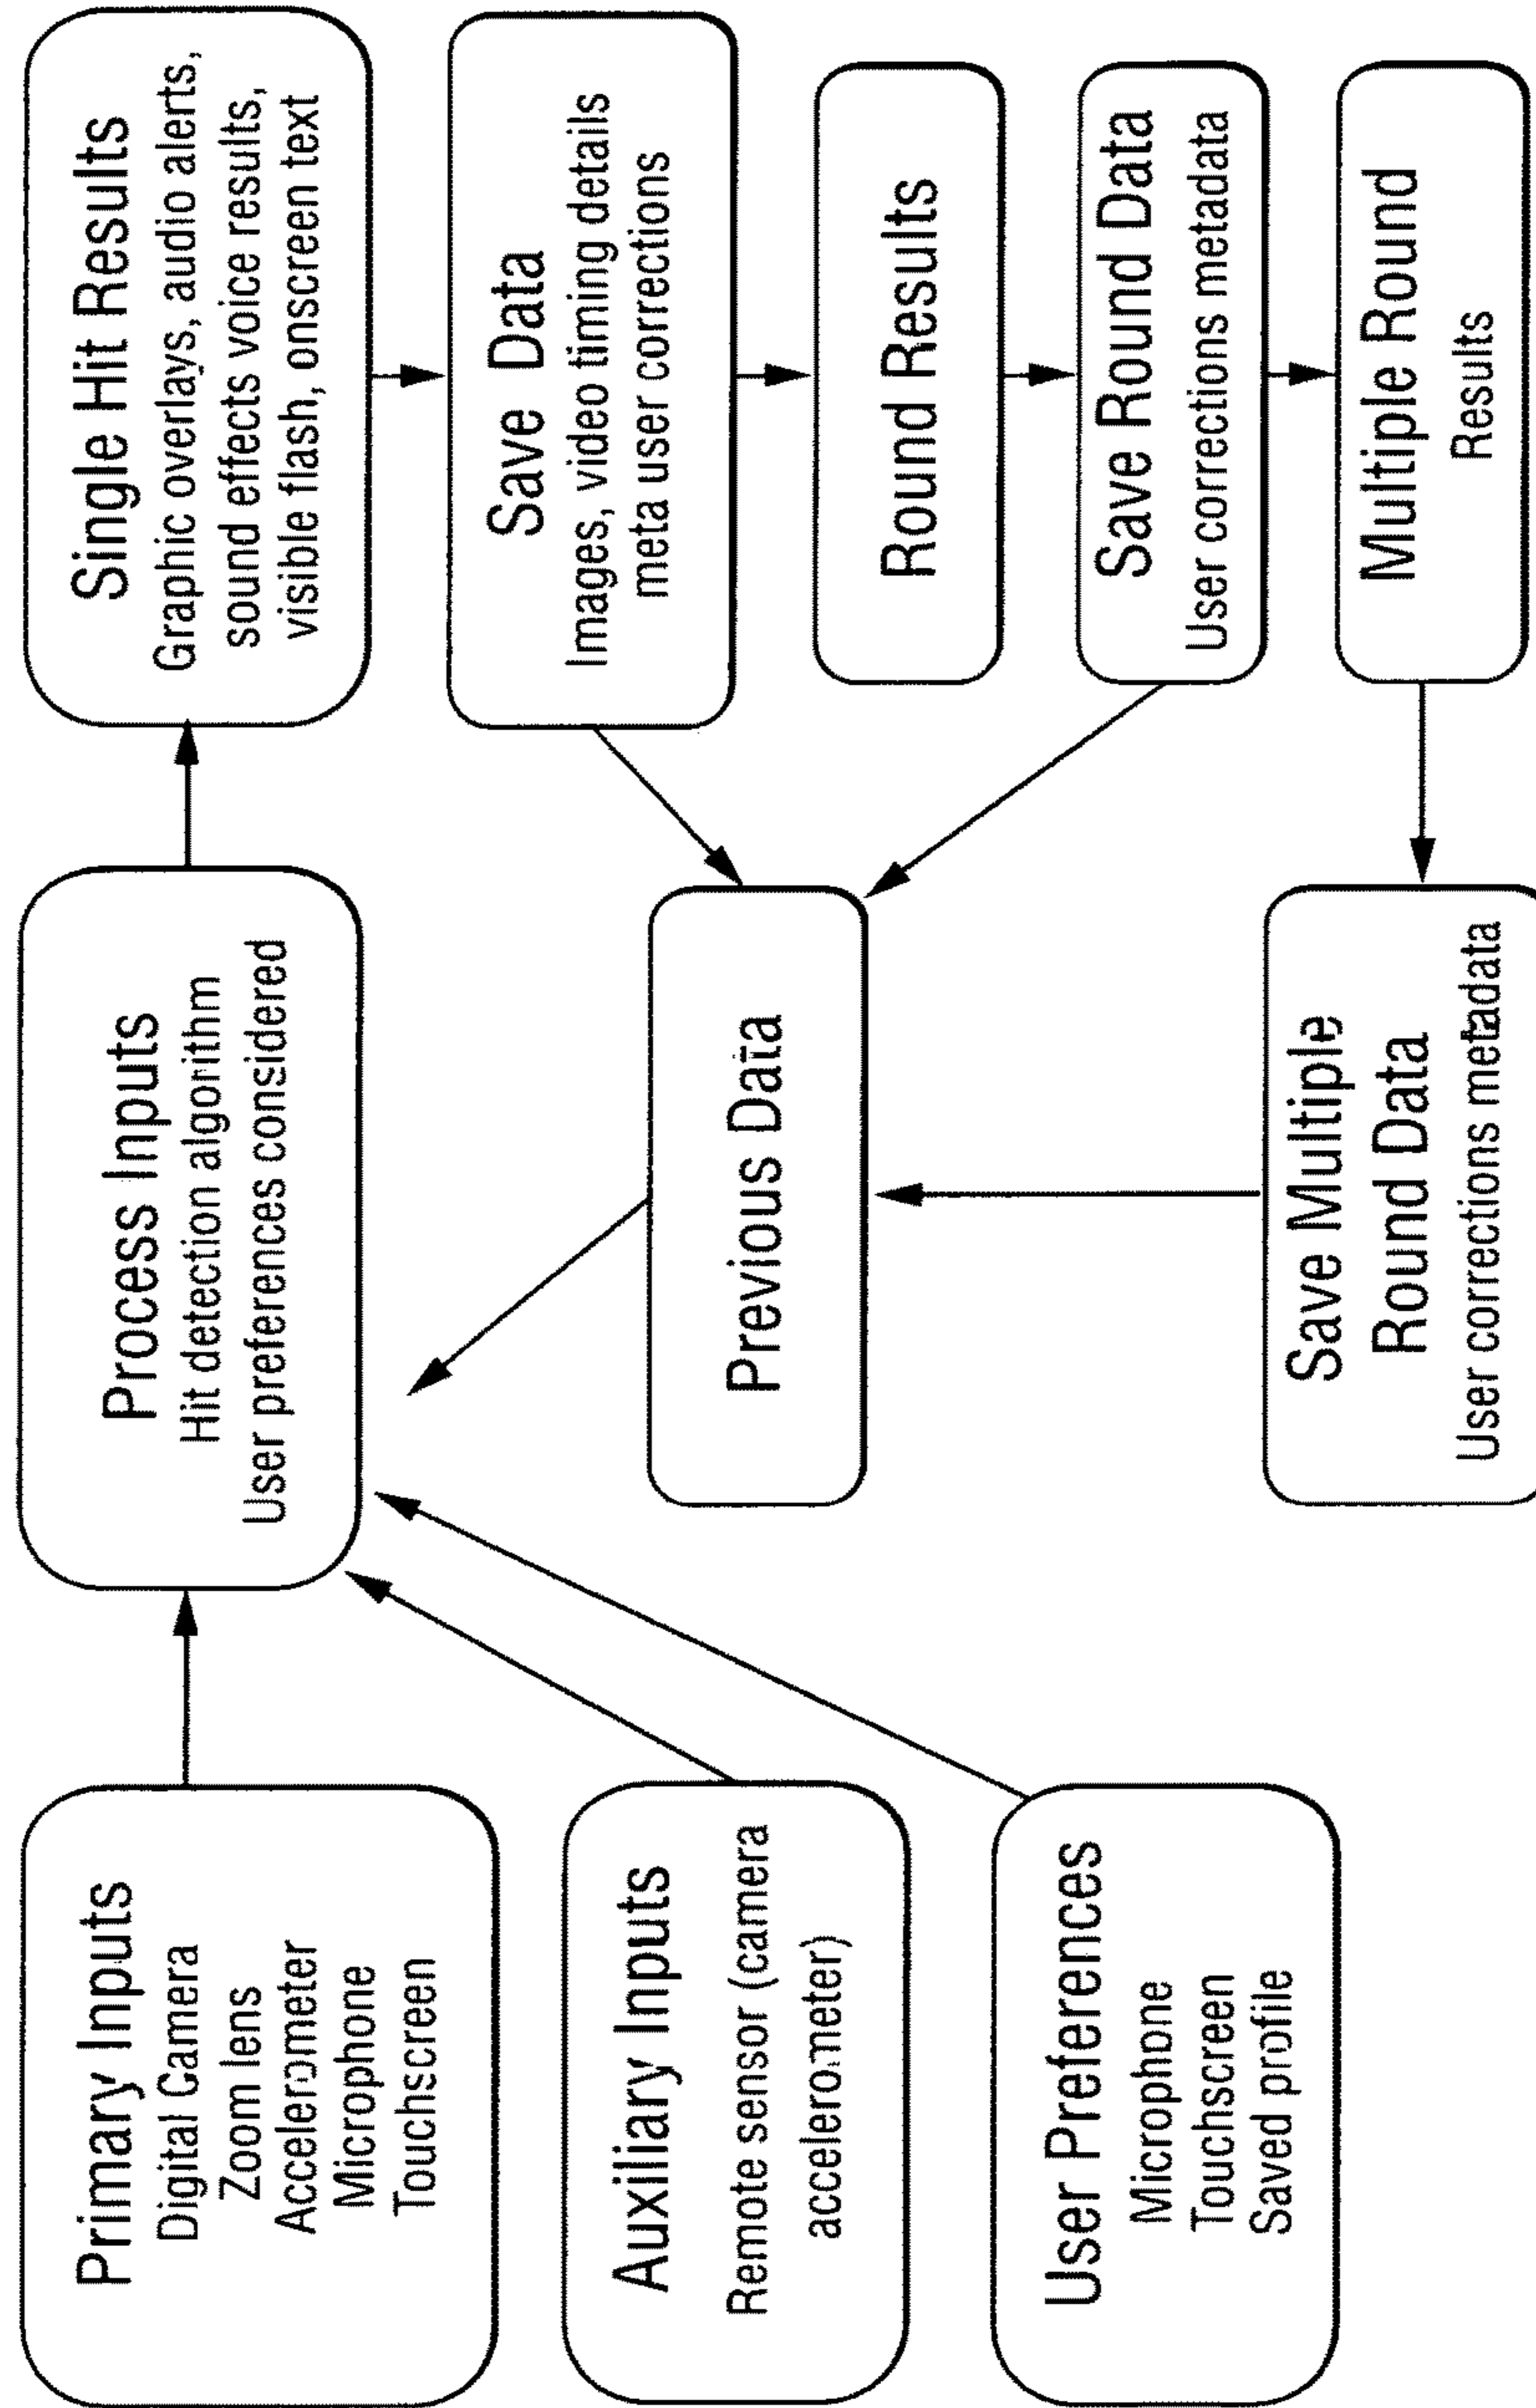 Primary Inputs
Digital Camera
Zoom lens
Accelerometer
Microphone
Touchscreen
Auxiliary Inputs
Remote sensor (camera
accelerometer)
User Preferences
Microphone
Touchscreen
Saved profile
Process Inputs
Hit detection algorithm
User preferences considered
Previous Data
Save Multiple
Round Data
User corrections metadata
Single Hit Results
Graphic overlays, audio alerts,
sound effects voice results,
visible flash, onscreen text
Save Data
Images, video timing details
meta user corrections
Round Results
Save Round Data
User corrections metadata
Multiple Round
Results